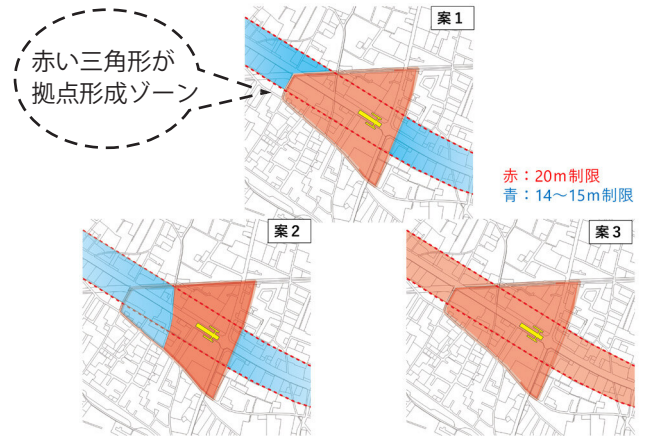 案1
赤い三角形が
拠点形成ゾーン
赤：20m制限
青：14～15m制限
案2
案3